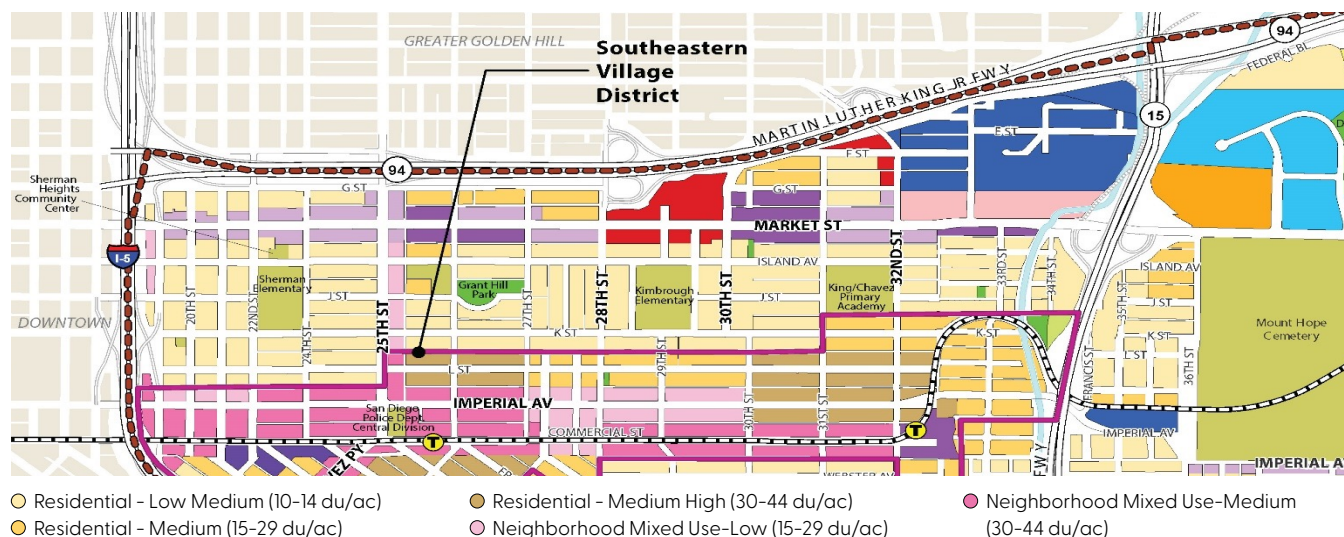 GREATER GOLDEN HILL
Southeastern
Village
District
94
FEDERAL BL
MARTIN LUTHER KING JR FWY
15
E ST
F ST
94
Sherman
Heights
Community
Center
G ST
G ST
MARKET ST
I-5
ISLAND AV
ISLAND AV
Sherman
Elementary
Grant Hill
Park
Kimbrough
Elementary
King/Chavez
Primary
Academy
J ST
J ST
J ST
20TH ST
22ND ST
24TH ST
25TH ST
27TH ST
28TH ST
29TH ST
30TH ST
32ND ST
33RD ST
34TH ST
35TH ST
36TH ST
DOWNTOWN
K ST
K ST
K ST
Mount Hope
Cemetery
L ST
L ST
FRANCIS ST
IMPERIAL AV
30TH ST
31ST ST
San Diego
Police Dept.
Central Division
COMMERCIAL ST
T
T
IMPERIAL AV
WEBSTER AV
IMPERIAL AV
Residential - Low Medium (10-14 du/ac)
Residential - Medium (15-29 du/ac)
Residential - Medium High (30-44 du/ac)
Neighborhood Mixed Use-Low (15-29 du/ac)
Neighborhood Mixed Use-Medium
(30-44 du/ac)